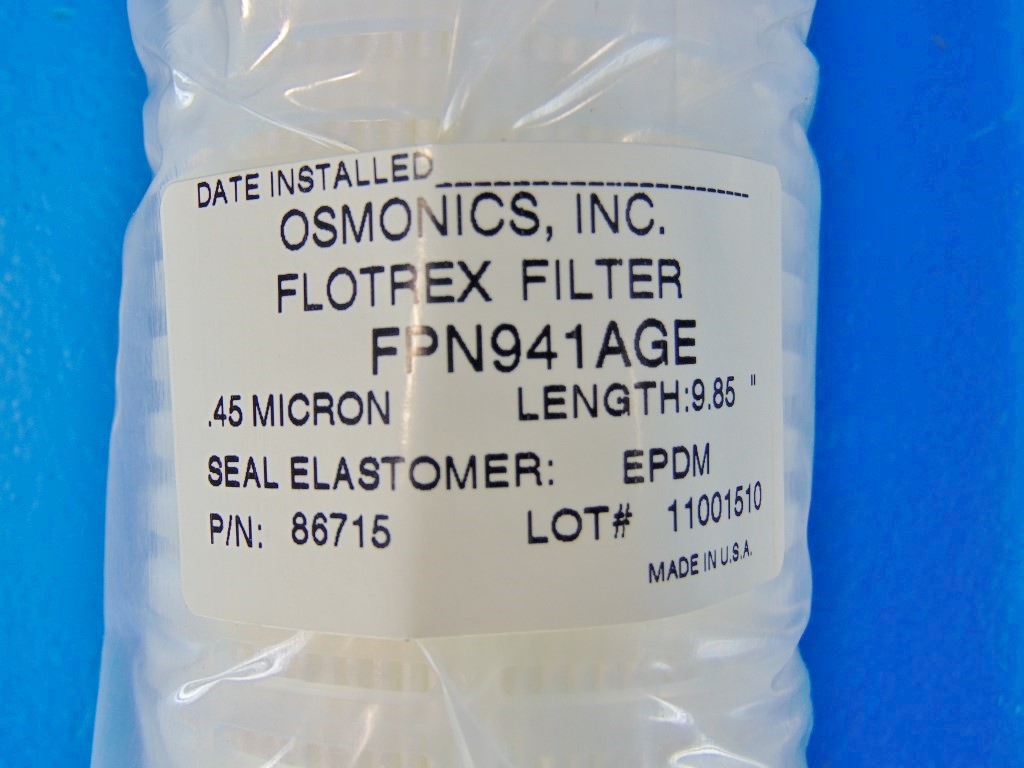 DATE INSTALLED_______________________
OSMONICS, INC.
FLOTREX FILTER
FPN941AGE
.45 MICRON LENGTH:9.85 "
SEAL ELASTOMER: EPDM
P/N: 86715 LOT# 11001510
MADE IN U.S.A.